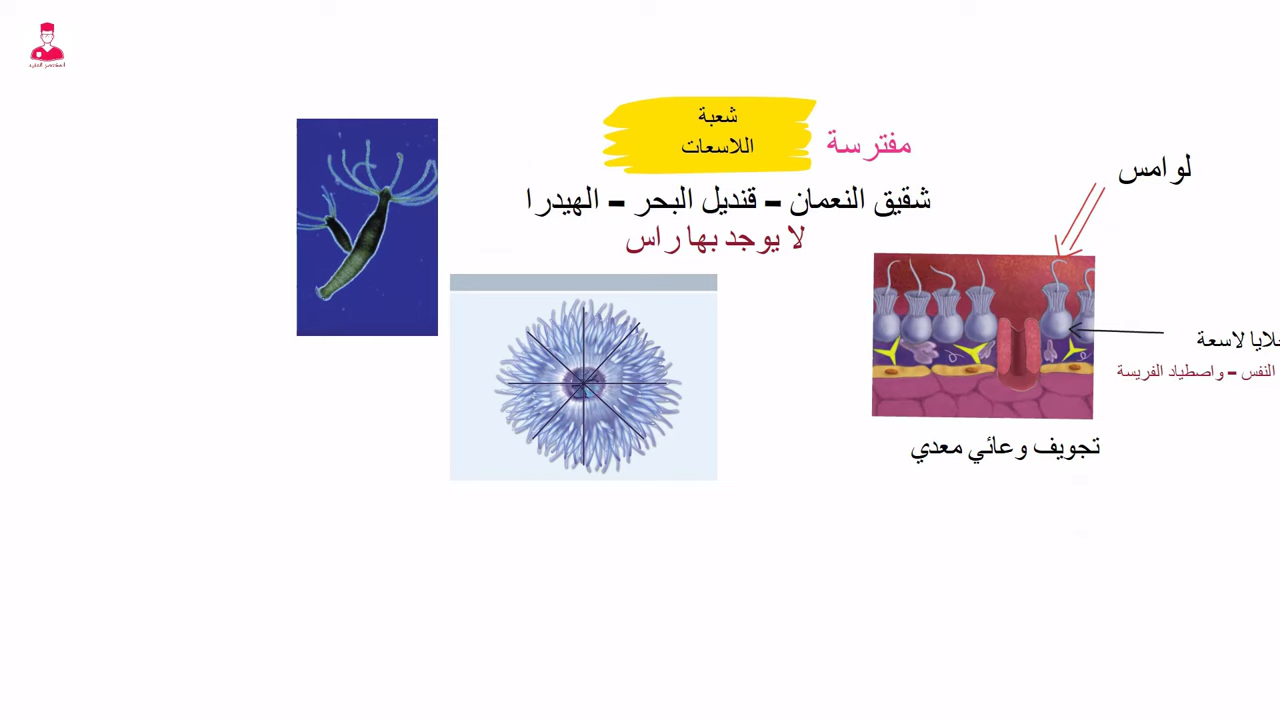 شعبة
اللاسعات
مفترسة
شقيق النعمان – قنديل البحر – الهيدرا
لا يوجد بها راس
لوامس
لاسعة
النفس – واصطياد الفريسة
تجويف وعائي معدي